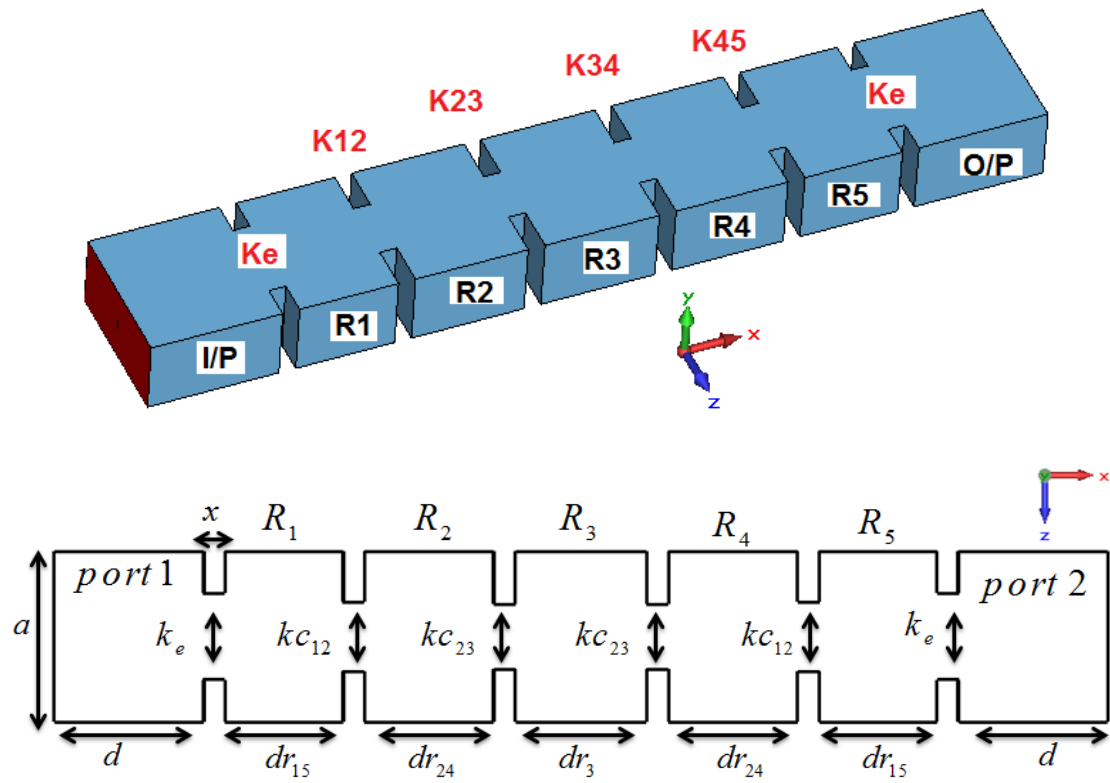 K45
K34
K23
K12
Ke
Ke
O/P
R5
R4
R3
R2
R1
I/P
y
x
z
x
y
z
x
R₁
R₂
R₃
R₄
R₅
port 1
port 2
a
kₑ
kc₁₂
kc₂₃
kc₂₃
kc₁₂
kₑ
d
dr₁₅
dr₂₄
dr₃
dr₂₄
dr₁₅
d